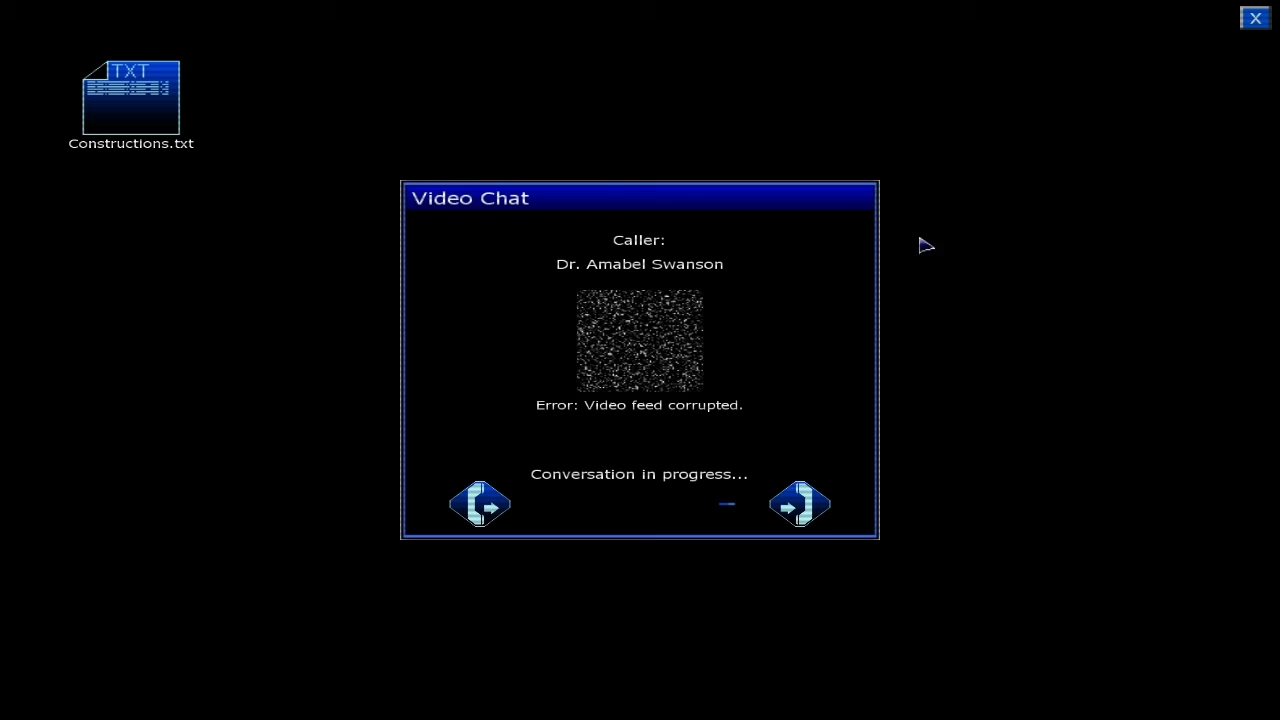 X
TXT
Constructions.txt
Video Chat
Caller:
Dr. Amabel Swanson
Error: Video feed corrupted.
Conversation in progress...